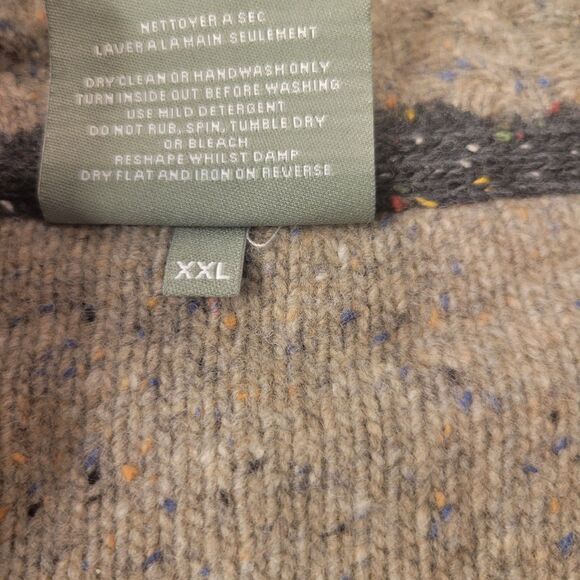 NETTOYER A SEC
LAVER A LA MAIN SEULEMENT
DRY CLEAN OR HANDWASH ONLY
TURN INSIDE OUT BEFORE WASHING
USE MILD DETERGENT
DO NOT RUB, SPIN, TUMBLE DRY
OR BLEACH
RESHAPE WHILST DAMP
DRY FLAT AND IRON ON REVERSE
XXL